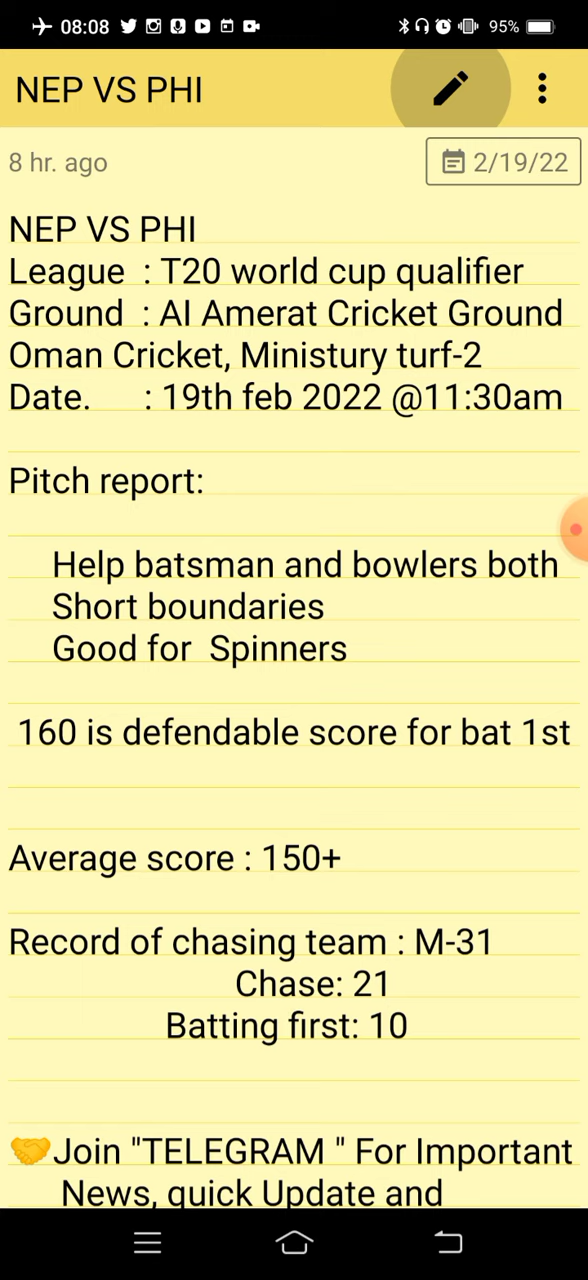 08:08
95%
NEP VS PHI
8 hr. ago
2/19/22
NEP VS PHI
League : T20 world cup qualifier
Ground : AI Amerat Cricket Ground
Oman Cricket, Ministury turf-2
Date. : 19th feb 2022 @11:30am
Pitch report:
Help batsman and bowlers both
Short boundaries
Good for Spinners
160 is defendable score for bat 1st
Average score : 150+
Record of chasing team : M-31
Chase: 21
Batting first: 10
🤝Join "TELEGRAM " For Important
News, quick Update and